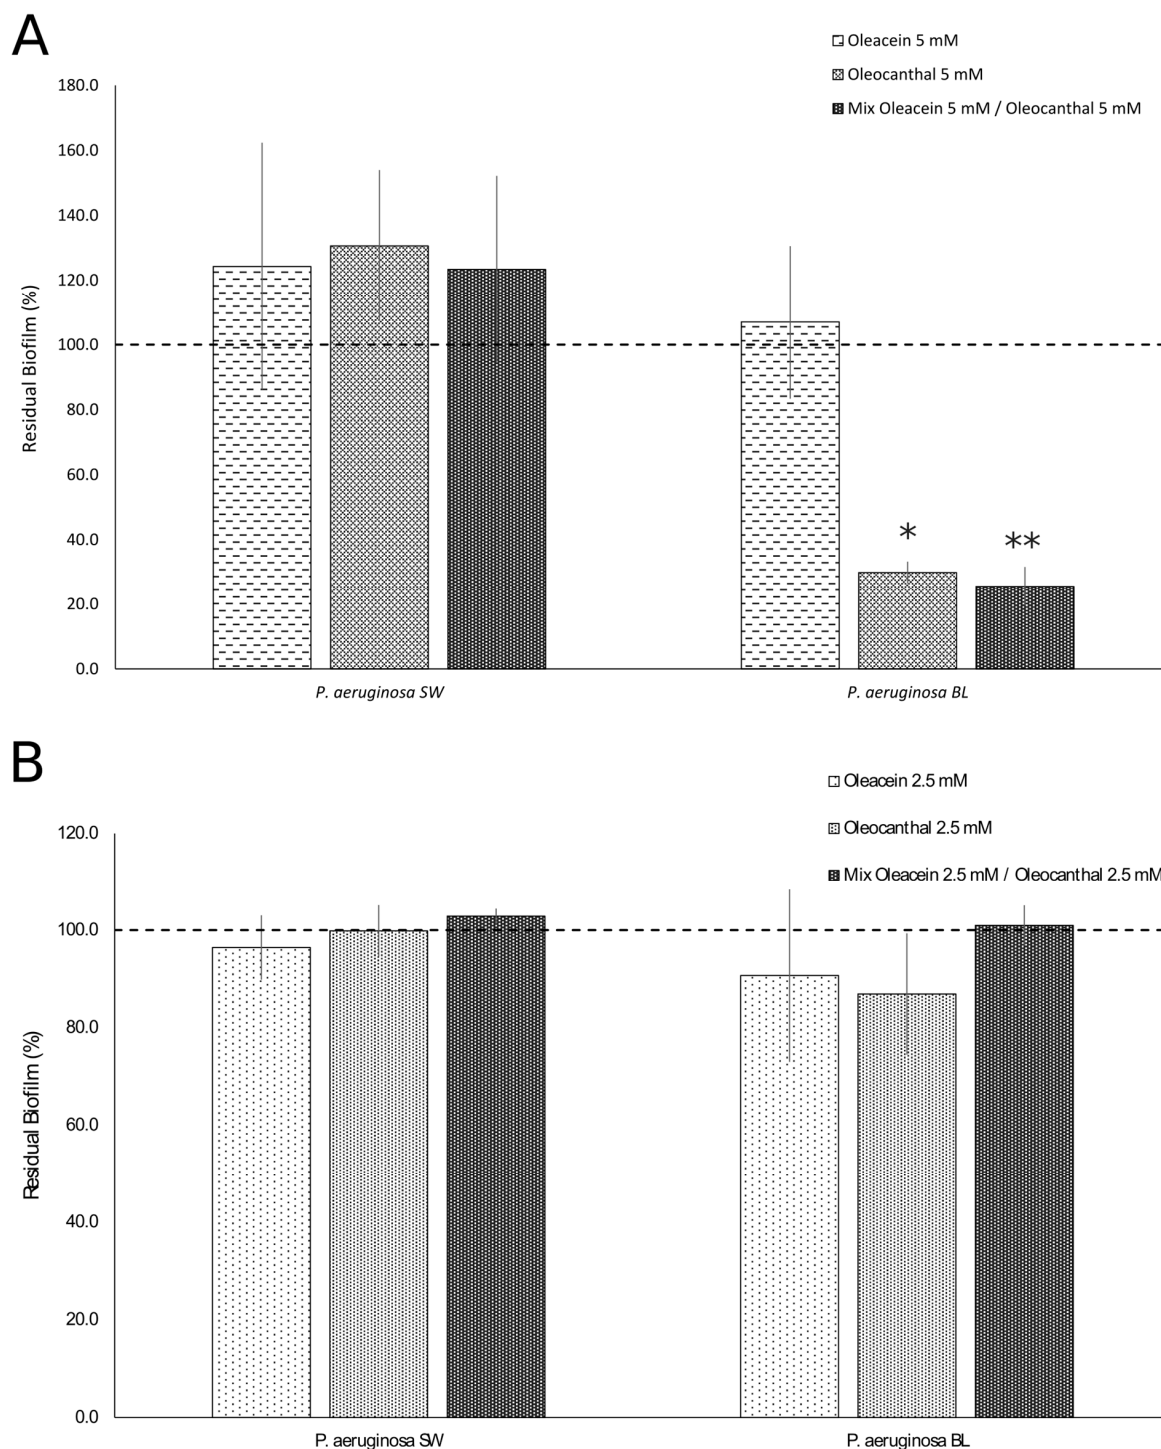 A
Oleacein 5 mM
Oleocanthal 5 mM
Mix Oleacein 5 mM / Oleocanthal 5 mM
180.0
160.0
140.0
120.0
100.0
80.0
60.0
40.0
20.0
0.0
Residual Biofilm (%)
*
**
P. aeruginosa SW
P. aeruginosa BL
B
Oleacein 2.5 mM
Oleocanthal 2.5 mM
Mix Oleacein 2.5 mM / Oleocanthal 2.5 mM
120.0
100.0
80.0
60.0
40.0
20.0
0.0
Residual Biofilm (%)
P. aeruginosa SW
P. aeruginosa BL